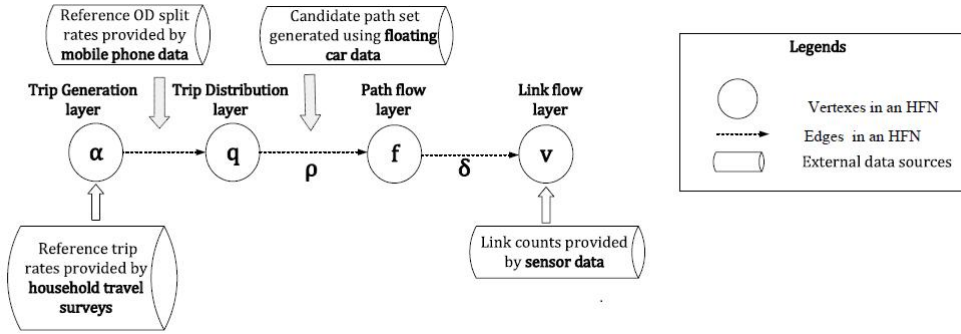 Reference OD split
rates provided by
mobile phone data
Candidate path set
generated using floating
car data
Trip Generation
layer
Trip Distribution
layer
Path flow
layer
Link flow
layer
α
q
f
v
ρ
δ
Reference trip
rates provided by
household travel
surveys
Link counts provided
by sensor data
Legends
Vertexes in an HFN
Edges in an HFN
External data sources